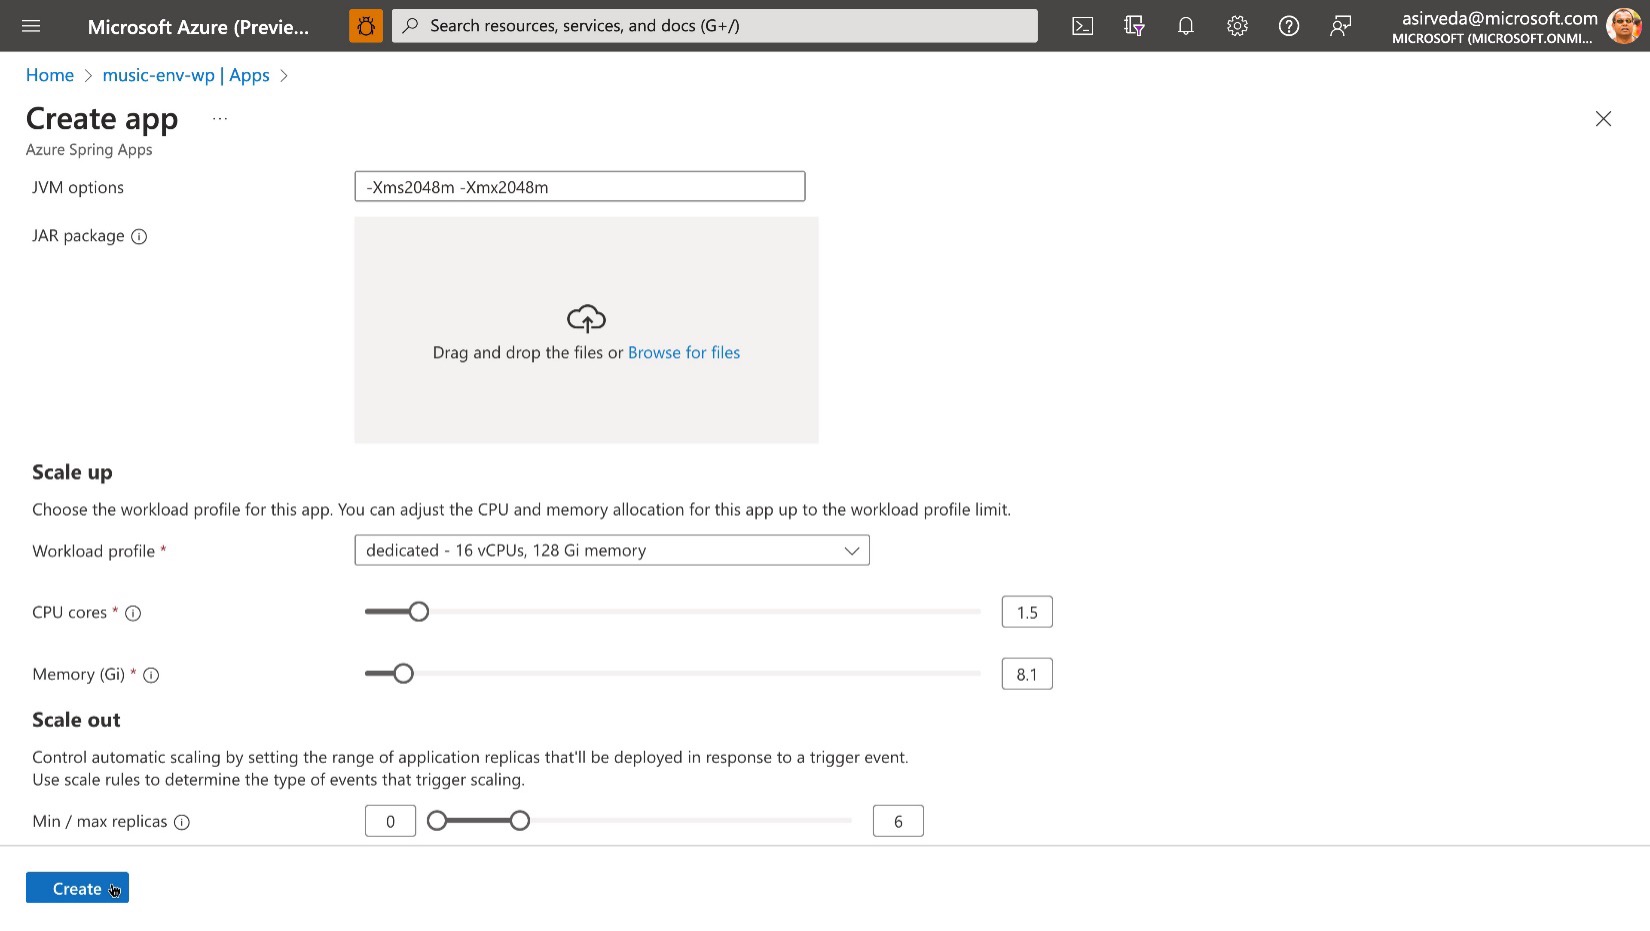 Microsoft Azure (Previe...
Search resources, services, and docs (G+/)
asirveda@microsoft.com
MICROSOFT (MICROSOFT.ONMI...
Home > music-env-wp | Apps >
Create app ...
Azure Spring Apps
JVM options
-Xms2048m -Xmx2048m
JAR package
Drag and drop the files or Browse for files
Scale up
Choose the workload profile for this app. You can adjust the CPU and memory allocation for this app up to the workload profile limit.
Workload profile *
dedicated - 16 vCPUs, 128 Gi memory
CPU cores *
1.5
Memory (Gi) *
8.1
Scale out
Control automatic scaling by setting the range of application replicas that'll be deployed in response to a trigger event.
Use scale rules to determine the type of events that trigger scaling.
Min / max replicas
0
6
Create